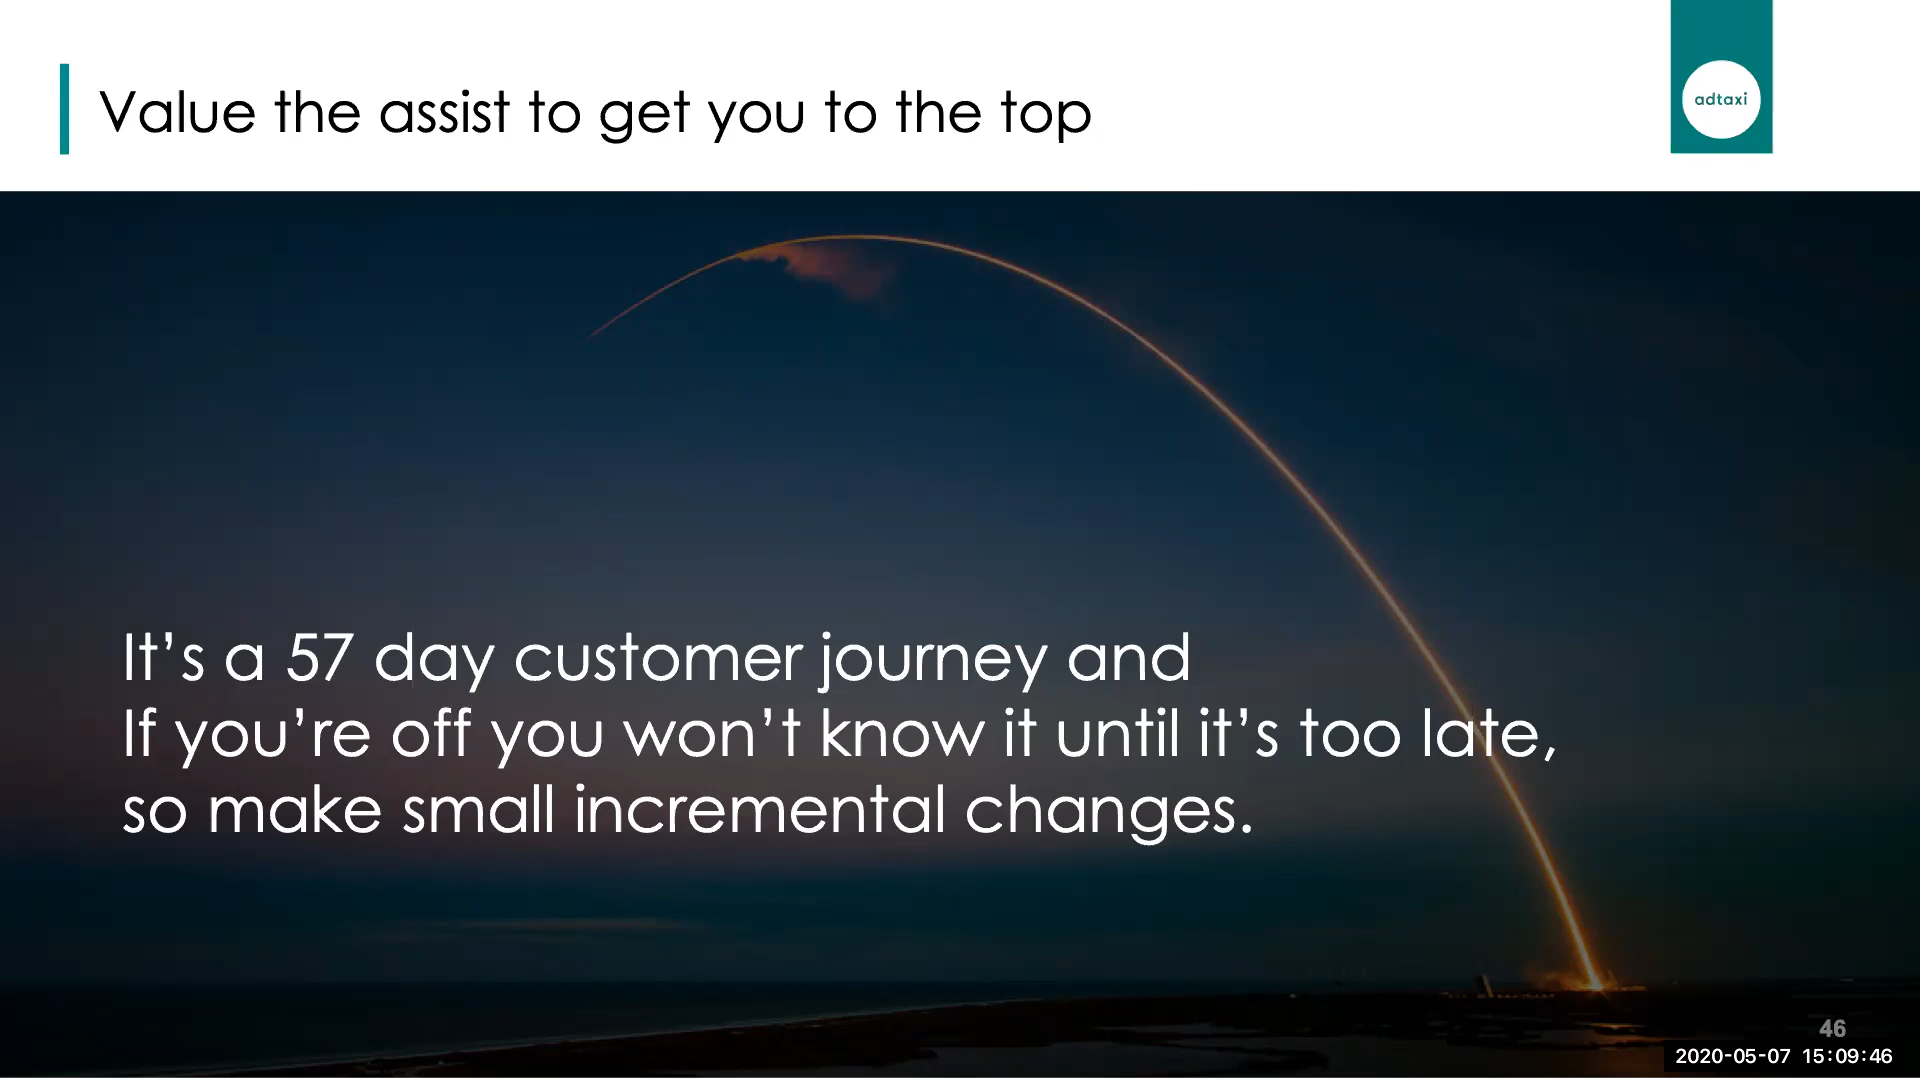 Value the assist to get you to the top
adtaxi
It’s a 57 day customer journey and
If you’re off you won’t know it until it’s too late,
so make small incremental changes.
46
2020-05-07 15:09:46